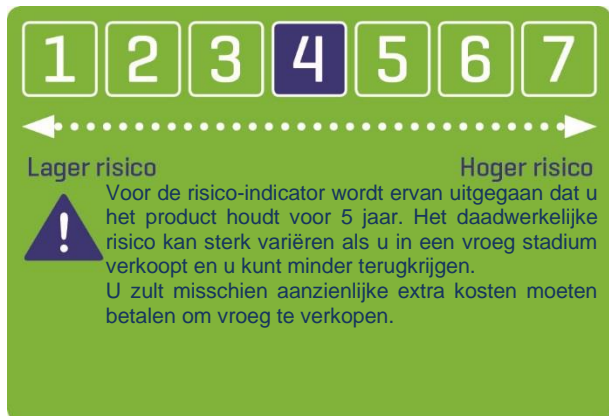 1 2 3 4 5 6 7
Lager risico Hoger risico
Voor de risico-indicator wordt ervan uitgegaan dat u
het product houdt voor 5 jaar. Het daadwerkelijke
risico kan sterk variëren als u in een vroeg stadium
verkoopt en u kunt minder terugkrijgen.
U zult misschien aanzienlijke extra kosten moeten
betalen om vroeg te verkopen.